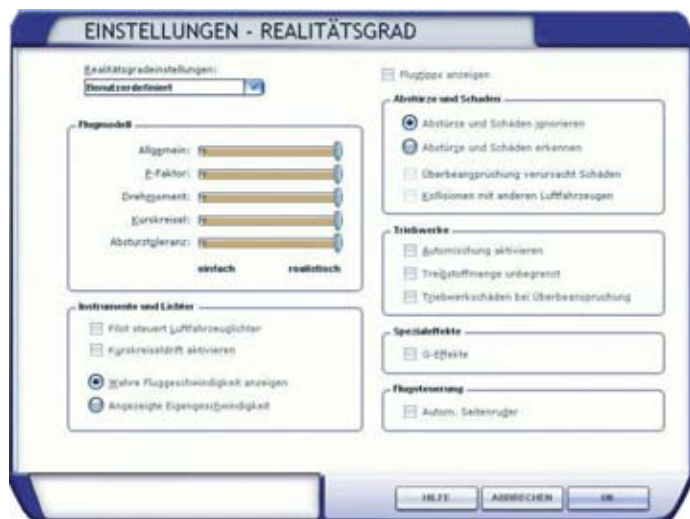 EINSTELLUNGEN - REALITÄTSGRAD
Realitätsgradeinstellungen:
Benutzerdefiniert
Flugmodell
Allgemein:
P-Faktor:
Drehmoment:
Kurskreisel:
Absturztoleranz:
einfach realistisch
Instrumente und Lichter
Pilot steuert Luftfahrzeuglichter
Kurskreiseldrift aktivieren
Wahre Fluggeschwindigkeit anzeigen
Angezeigte Eigengeschwindigkeit
Flugtipps anzeigen
Abstürze und Schäden
Abstürze und Schäden ignorieren
Abstürze und Schäden erkennen
Überbeanspruchung verursacht Schäden
Kollisionen mit anderen Luftfahrzeugen
Triebwerke
Automischung aktivieren
Treibstoffmenge unbegrenzt
Triebwerkschäden bei Überbeanspruchung
Spezialeffekte
G-Effekte
Flugsteuerung
Autom. Seitenruder
HILFE ABBRECHEN OK